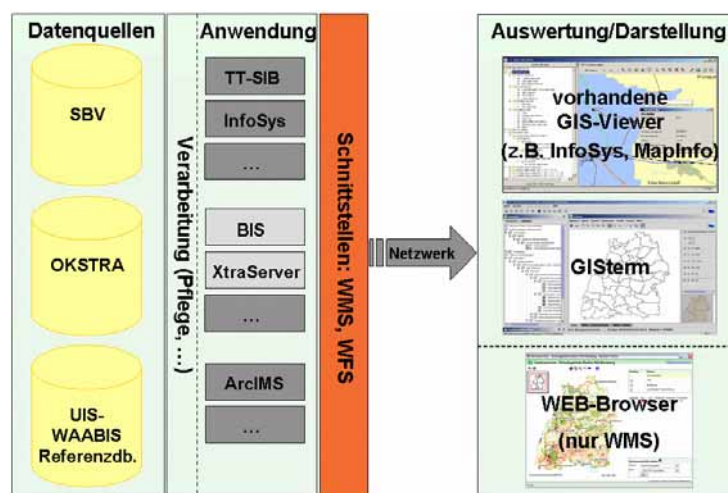 Datenquellen
SBV
OKSTRA
UIS-
WAABIS
Referenzdb.
Verarbeitung (Pflege, ...)
Anwendung
TT-SIB
InfoSys
...
BIS
XtraServer
...
ArcIMS
...
Schnittstellen: WMS, WFS
Netzwerk
Auswertung/Darstellung
vorhandene
GIS-Viewer
(z.B. InfoSys, MapInfo)
GISterm
WEB-Browser
(nur WMS)